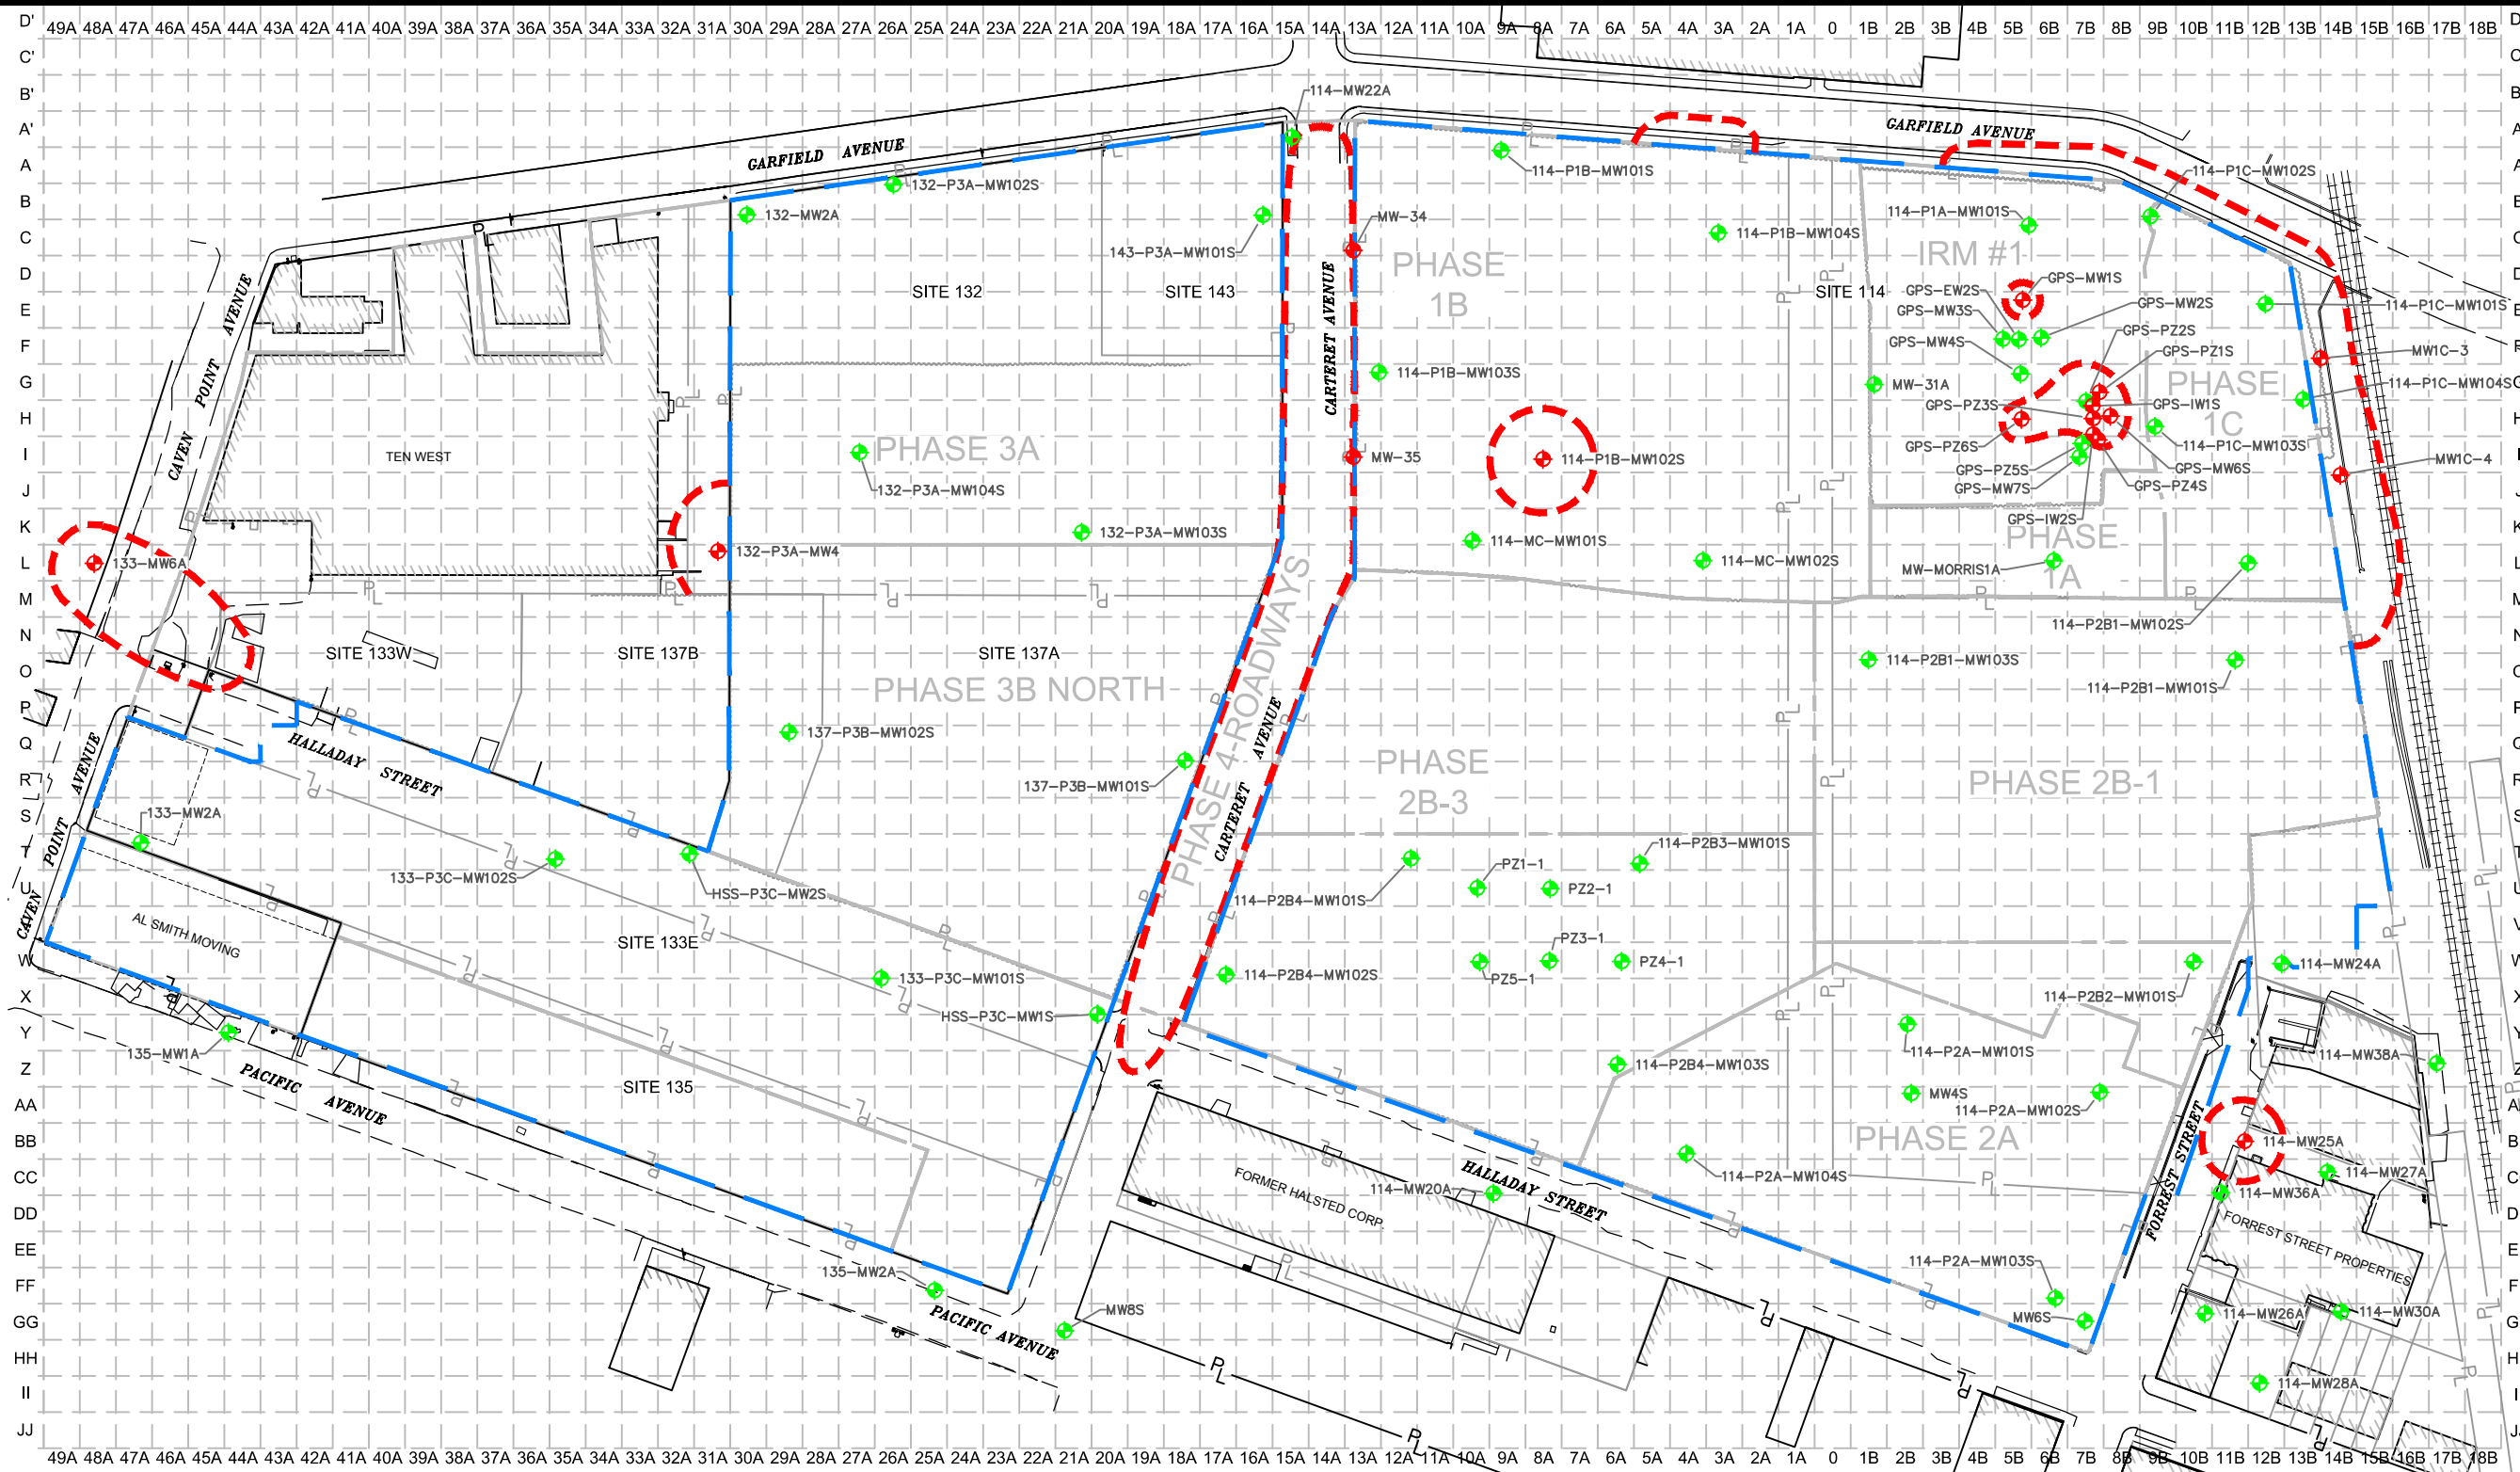 D' 49A 48A 47A 46A 45A 44A 43A 42A 41A 40A 39A 38A 37A 36A 35A 34A 33A 32A 31A 30A 29A 28A 27A 26A 25A 24A 23A 22A 21A 20A 19A 18A 17A 16A 15A 14A 13A 12A 11A 10A 9A 8A 7A 6A 5A 4A 3A 2A 1A 0 1B 2B 3B 4B 5B 6B 7B 8B 9B 10B 11B 12B 13B 14B 15B 16B 17B 18B
C'
B'
A'
A
B
C
D
E
F
G
H
I
J
K
L
M
N
O
P
Q
R
S
T
U
V
W
X
Y
Z
AA
BB
CC
DD
EE
FF
GG
HH
II
JJ
114-MW22A
GARFIELD AVENUE
GARFIELD AVENUE
132-P3A-MW102S
132-MW2A
143-P3A-MW101S
MW-34
114-P1B-MW101S
114-P1B-MW104S
114-P1A-MW101S
114-P1C-MW102S
PHASE
1B
IRM #1
SITE 132
SITE 143
SITE 114
CARTERET AVENUE
GPS-MW1S
GPS-EW2S
GPS-MW3S
GPS-MW2S
GPS-MW4S
GPS-PZ2S
GPS-PZ1S
114-P1C-MW101S
MW1C-3
114-P1C-MW104S
114-P1B-MW103S
MW-31A
PHASE
1C
GPS-PZ3S
GPS-IW1S
GPS-PZ6S
114-P1C-MW103S
GPS-PZ5S
GPS-MW6S
GPS-MW7S
GPS-PZ4S
GPS-IW2S
MW1C-4
CAVEN POINT AVENUE
TEN WEST
PHASE 3A
132-P3A-MW104S
MW-35
114-P1B-MW102S
132-P3A-MW103S
132-P3A-MW4
133-MW6A
114-MC-MW101S
114-MC-MW102S
PHASE
1A
MW-MORRIS1A
114-P2B1-MW102S
SITE 133W
SITE 137B
SITE 137A
PHASE 3B NORTH
PHASE 4-ROADWAYS
CARTERET AVENUE
114-P2B1-MW103S
114-P2B1-MW101S
HALLADAY STREET
137-P3B-MW102S
137-P3B-MW101S
PHASE
2B-3
PHASE 2B-1
CAVEN POINT AVENUE
133-MW2A
133-P3C-MW102S
HSS-P3C-MW2S
114-P2B4-MW101S
114-P2B3-MW101S
PZ1-1
PZ2-1
AL SMITH MOVING
SITE 133E
133-P3C-MW101S
114-P2B4-MW102S
PZ3-1
PZ5-1
PZ4-1
114-MW24A
114-P2B2-MW101S
HSS-P3C-MW1S
135-MW1A
PACIFIC AVENUE
SITE 135
114-P2B4-MW103S
114-P2A-MW101S
114-MW38A
MW4S
114-P2A-MW102S
PHASE 2A
FORREST STREET
114-MW25A
114-P2A-MW104S
114-MW27A
114-MW36A
114-MW20A
HALLADAY STREET
FORMER HALSTED CORP.
FORREST STREET PROPERTIES
135-MW2A
PACIFIC AVENUE
MW8S
114-P2A-MW103S
MW6S
114-MW26A
114-MW30A
114-MW28A
49A 48A 47A 46A 45A 44A 43A 42A 41A 40A 39A 38A 37A 36A 35A 34A 33A 32A 31A 30A 29A 28A 27A 26A 25A 24A 23A 22A 21A 20A 19A 18A 17A 16A 15A 14A 13A 12A 11A 10A 9A 8A 7A 6A 5A 4A 3A 2A 1A 0 1B 2B 3B 4B 5B 6B 7B 8B 9B 10B 11B 12B 13B 14B 15B 16B 17B 18B